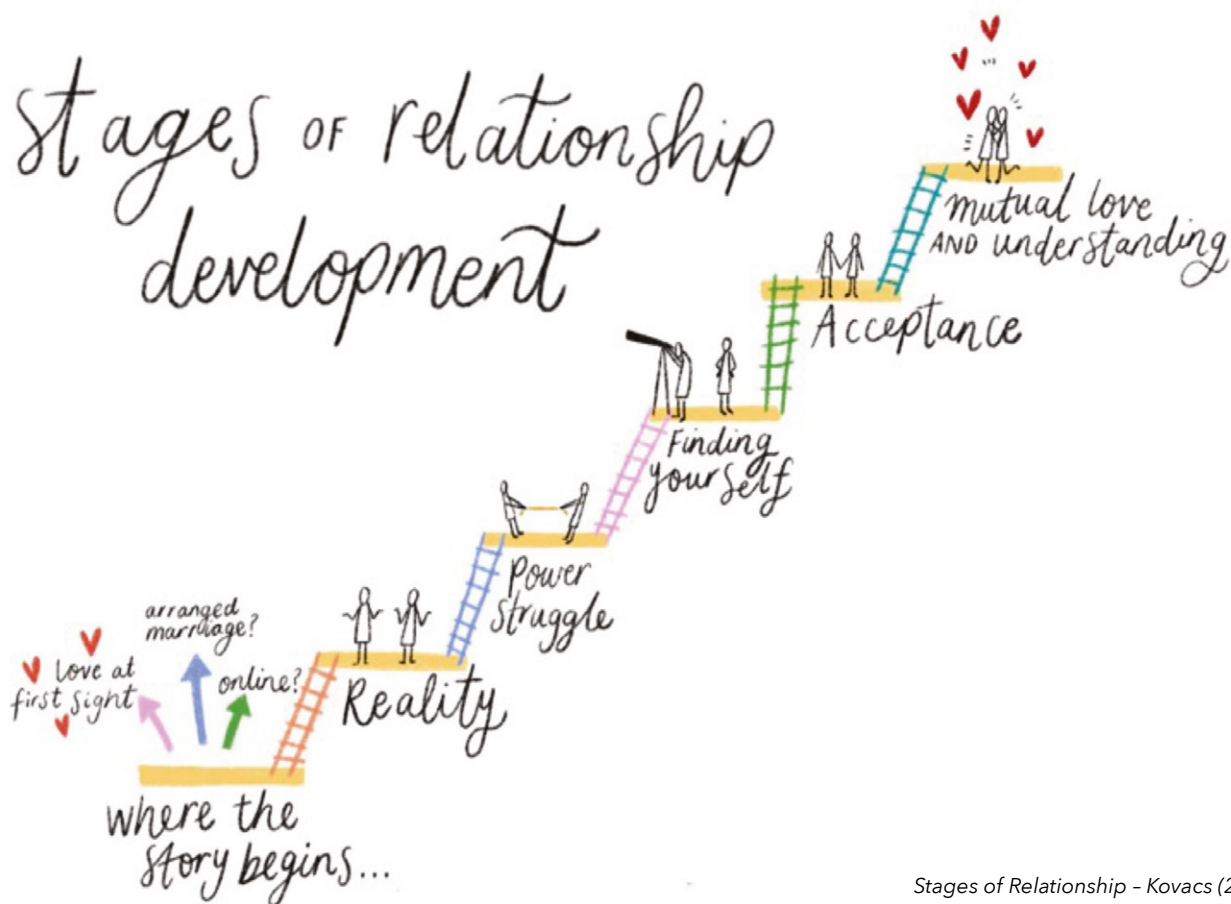 stages OF relationship
development
mutual love
AND understanding
Acceptance
Finding
yourself
Power
struggle
arranged
marriage?
love at
first sight
online?
Reality
where the
story begins...
Stages of Relationship – Kovacs (2